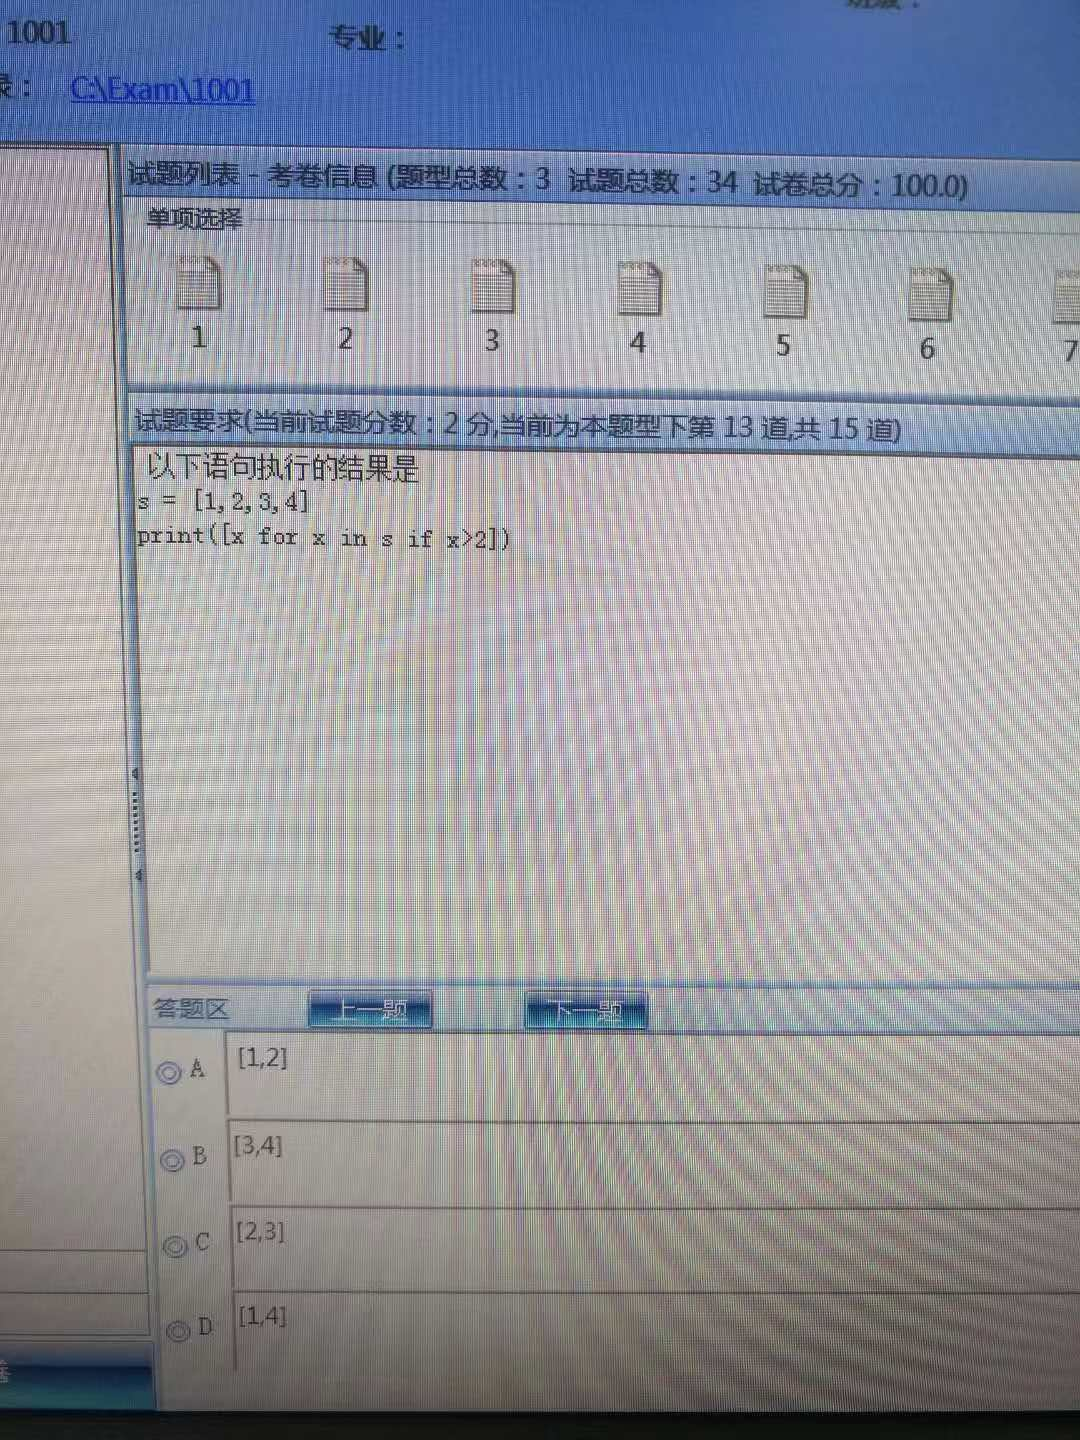 1001
专业：
录： C:\Exam\1001
试题列表 - 考卷信息 (题型总数：3 试题总数：34 试卷总分：100.0)
单项选择
1 2 3 4 5 6 7
试题要求(当前试题分数：2 分,当前为本题型下第 13 道,共 15 道)
以下语句执行的结果是
s = [1,2,3,4]
print([x for x in s if x>2])
答题区 上一题 下一题
A [1,2]
B [3,4]
C [2,3]
D [1,4]